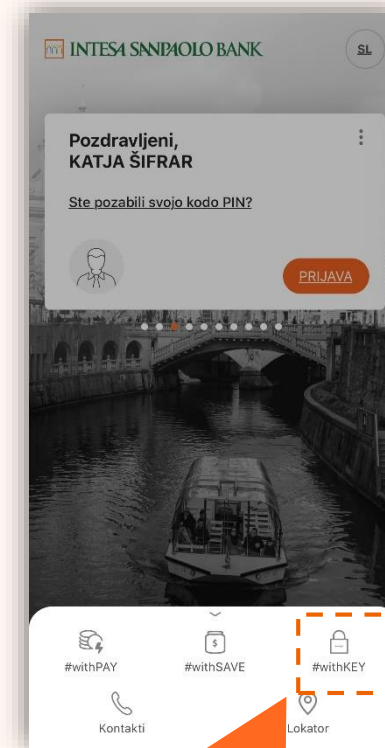 INTESA SANPAOLO BANK
SL
Pozdravljeni,
KATJA ŠIFRAR
Ste pozabili svojo kodo PIN?
PRIJAVA
#withPAY
#withSAVE
#withKEY
Kontakti
Lokator